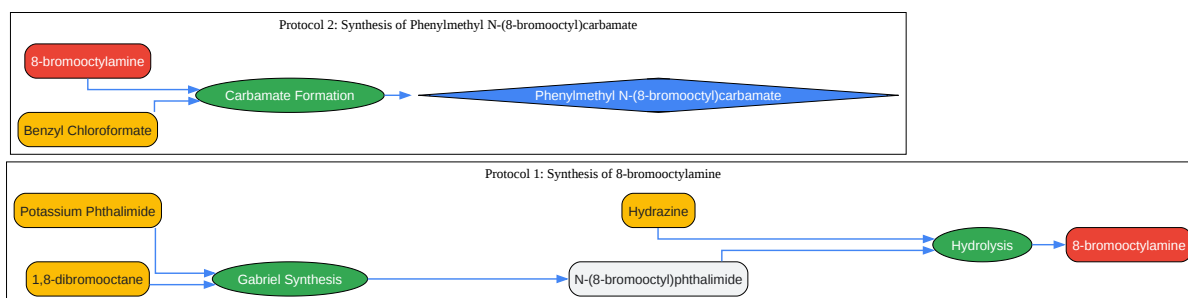 Protocol 2: Synthesis of Phenylmethyl N-(8-bromooctyl)carbamate
8-bromooctylamine
Carbamate Formation
Phenylmethyl N-(8-bromooctyl)carbamate
Benzyl Chloroformate
Protocol 1: Synthesis of 8-bromooctylamine
Potassium Phthalimide
Hydrazine
Hydrolysis
8-bromooctylamine
1,8-dibromooctane
Gabriel Synthesis
N-(8-bromooctyl)phthalimide